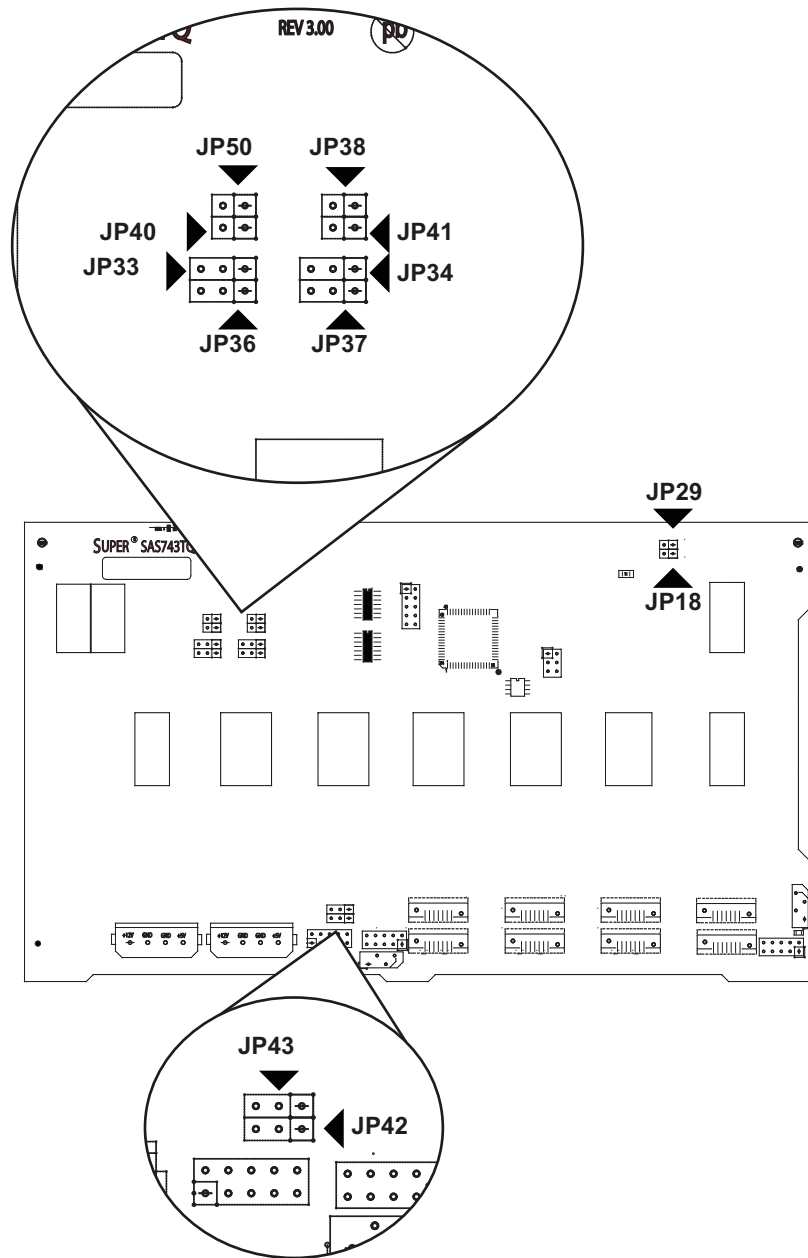 Q REV 3.00 pb
JP50 JP38
JP40 JP41
JP33 JP34
JP36 JP37
JP29
SUPER® SAS743TQ
JP18
+12V GND GND +5V +12V GND GND +5V
JP43
JP42